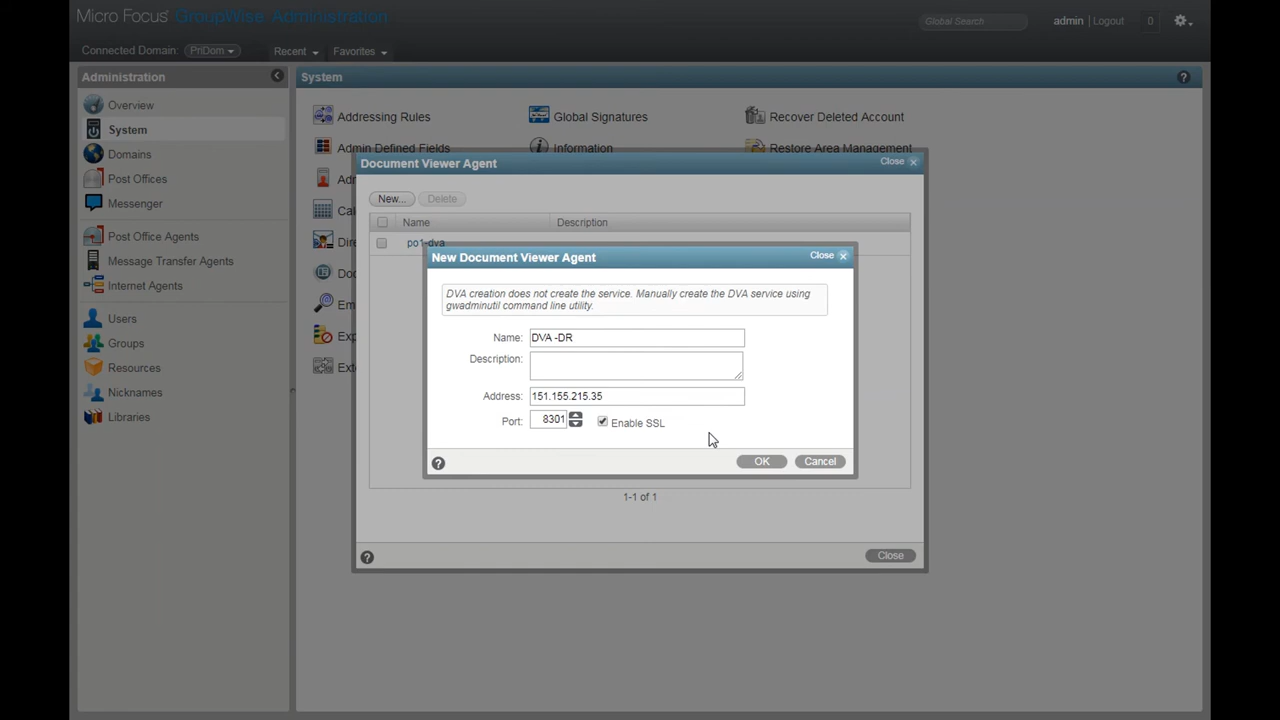 Micro Focus GroupWise Administration
Global Search
admin | Logout
0
Connected Domain: PriDom
Recent
Favorites
Administration
System
Overview
System
Domains
Post Offices
Messenger
Post Office Agents
Message Transfer Agents
Internet Agents
Users
Groups
Resources
Nicknames
Libraries
Addressing Rules
Global Signatures
Recover Deleted Account
Admin Defined Fields
Information
Restore Area Management
Document Viewer Agent
Close
New...
Delete
Name
Description
po1-dva
New Document Viewer Agent
Close
DVA creation does not create the service. Manually create the DVA service using
gwadminutil command line utility.
Name: DVA -DR
Description:
Address: 151.155.215.35
Port: 8301 Enable SSL
OK
Cancel
1-1 of 1
Close